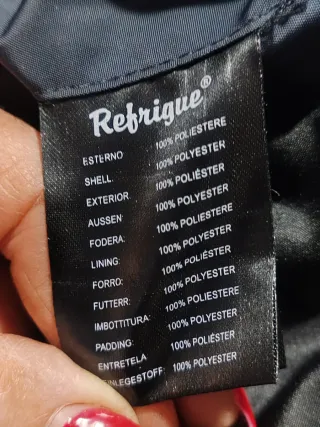 Refrigue®
ESTERNO 100% POLIESTERE
SHELL: 100% POLYESTER
EXTERIOR: 100% POLIÉSTER
AUSSEN: 100% POLYESTER
FODERA: 100% POLIESTERE
LINING: 100% POLYESTER
FORRO: 100% POLIÉSTER
FUTTERR: 100% POLYESTER
IMBOTTITURA: 100% POLIESTERE
PADDING: 100% POLYESTER
ENTRETELA 100% POLIÉSTER
EINLEGESTOFF: 100% POLYESTER